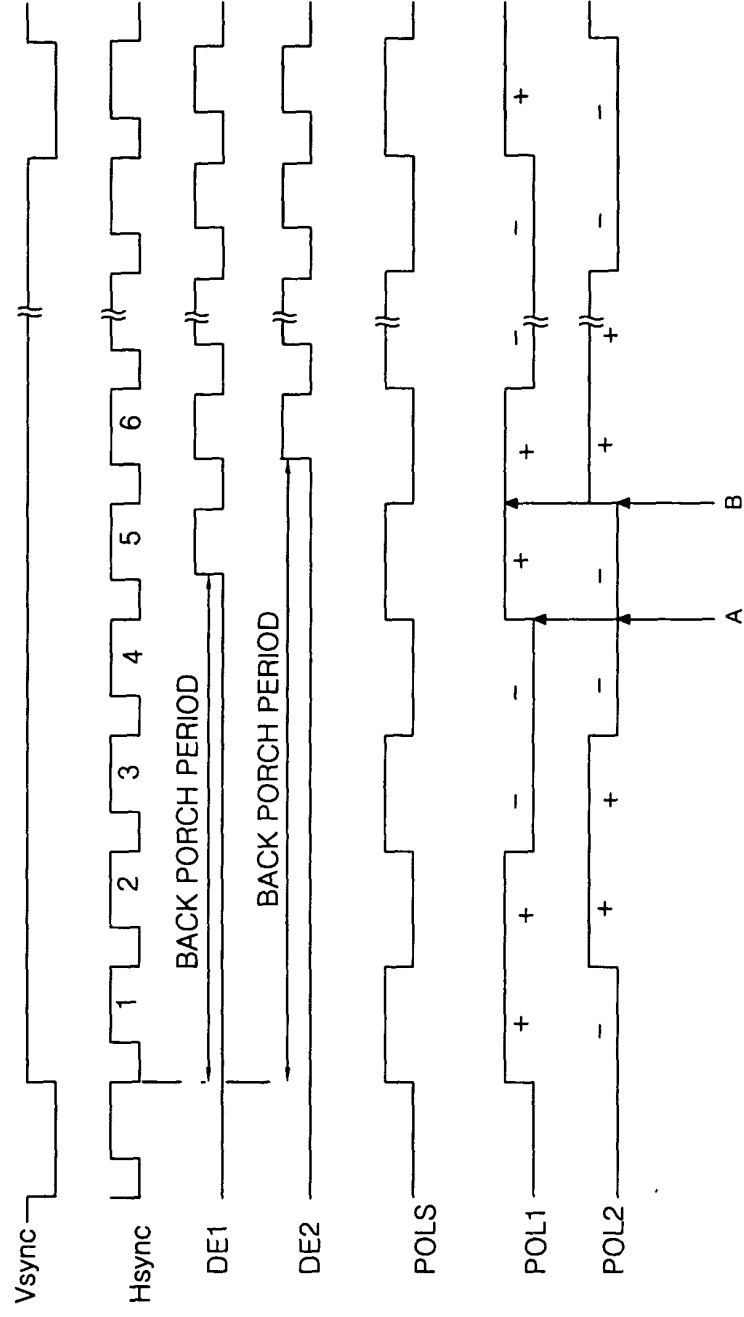 Vsync
Hsync
1 2 3 4 5 6
DE1
BACK PORCH PERIOD
DE2
BACK PORCH PERIOD
POLS
POL1
+ + − − + + − − +
POL2
− + + − − + + − −
A B